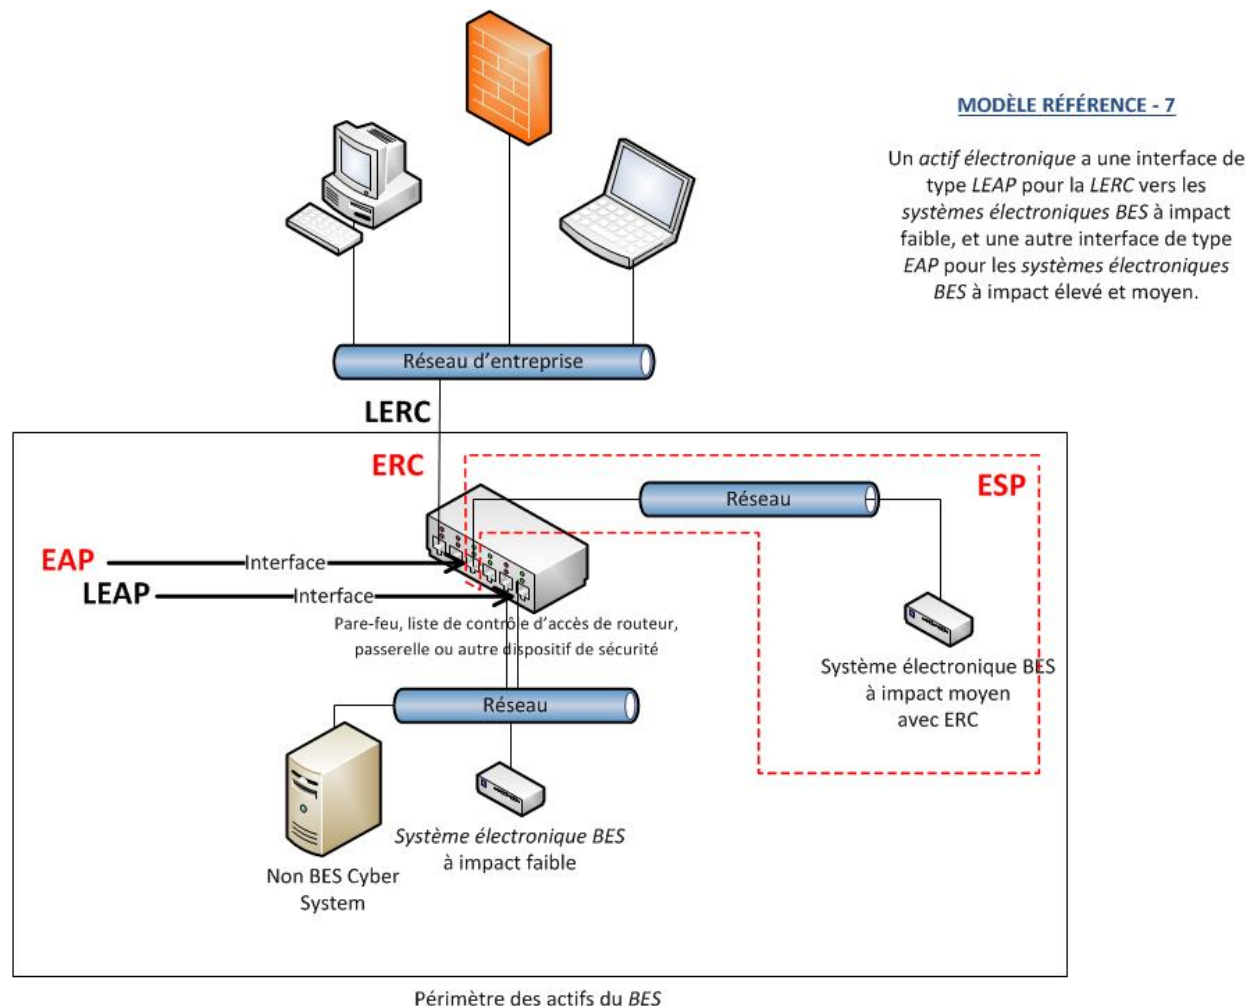 MODÈLE RÉFÉRENCE - 7
Un actif électronique a une interface de
type LEAP pour la LERC vers les
systèmes électroniques BES à impact
faible, et une autre interface de type
EAP pour les systèmes électroniques
BES à impact élevé et moyen.
Réseau d'entreprise
LERC
ERC
ESP
Réseau
EAP
Interface
LEAP
Interface
Pare-feu, liste de contrôle d'accès de routeur,
passerelle ou autre dispositif de sécurité
Système électronique BES
à impact moyen
avec ERC
Réseau
Système électronique BES
à impact faible
Non BES Cyber
System
Périmètre des actifs du BES